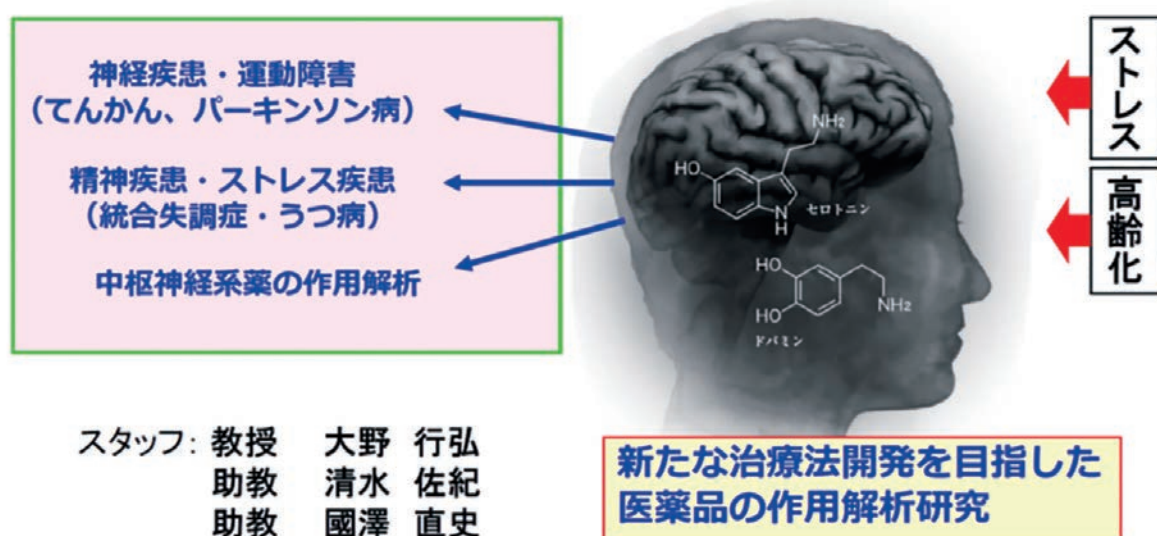 神経疾患・運動障害
（てんかん、パーキンソン病）
精神疾患・ストレス疾患
（統合失調症・うつ病）
中枢神経系薬の作用解析
ストレス
高齢化
NH₂
HO
N
H
セロトニン
HO
HO
NH₂
ドパミン
スタッフ： 教授 大野 行弘
助教 清水 佐紀
助教 國澤 直史
新たな治療法開発を目指した
医薬品の作用解析研究